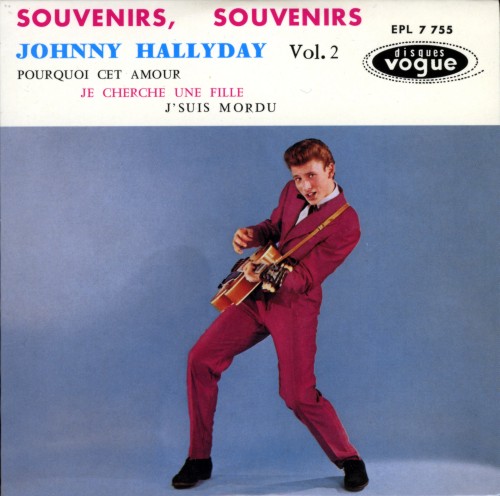 SOUVENIRS, SOUVENIRS
EPL 7 755
JOHNNY HALLYDAY Vol. 2
disques
vogue
POURQUOI CET AMOUR
JE CHERCHE UNE FILLE
J'SUIS MORDU